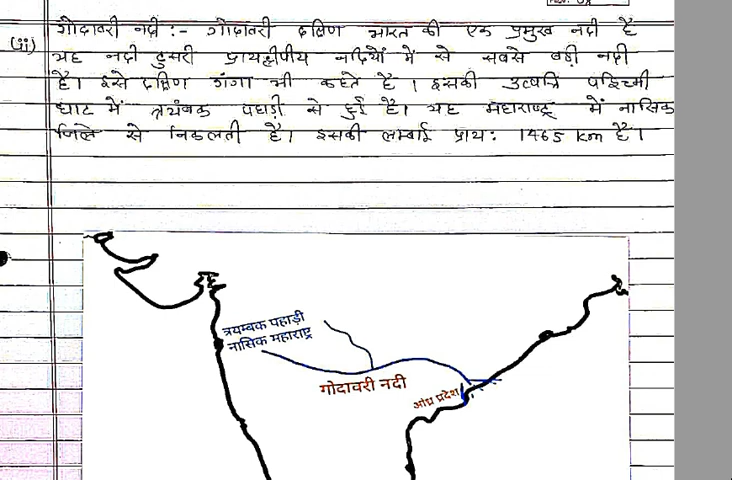 (ii) गोदावरी नदी :- गोदावरी दक्षिण भारत की एक प्रमुख नदी है
यह नदी दुसरी प्रायद्वीपीय नदियों में से सबसे बड़ी नदी
है। इसे दक्षिण गंगा भी कहते है । इसकी उत्पत्ति पश्चिमी
घाट में त्रयंबक पहाड़ी से हुई है। यह महाराष्ट्र में नासिक
जिले से निकलती है। इसकी लम्बाई प्राय: 1465 Km है।
त्रयम्बक पहाड़ी
नासिक महाराष्ट्र
गोदावरी नदी
आंध्र प्रदेश